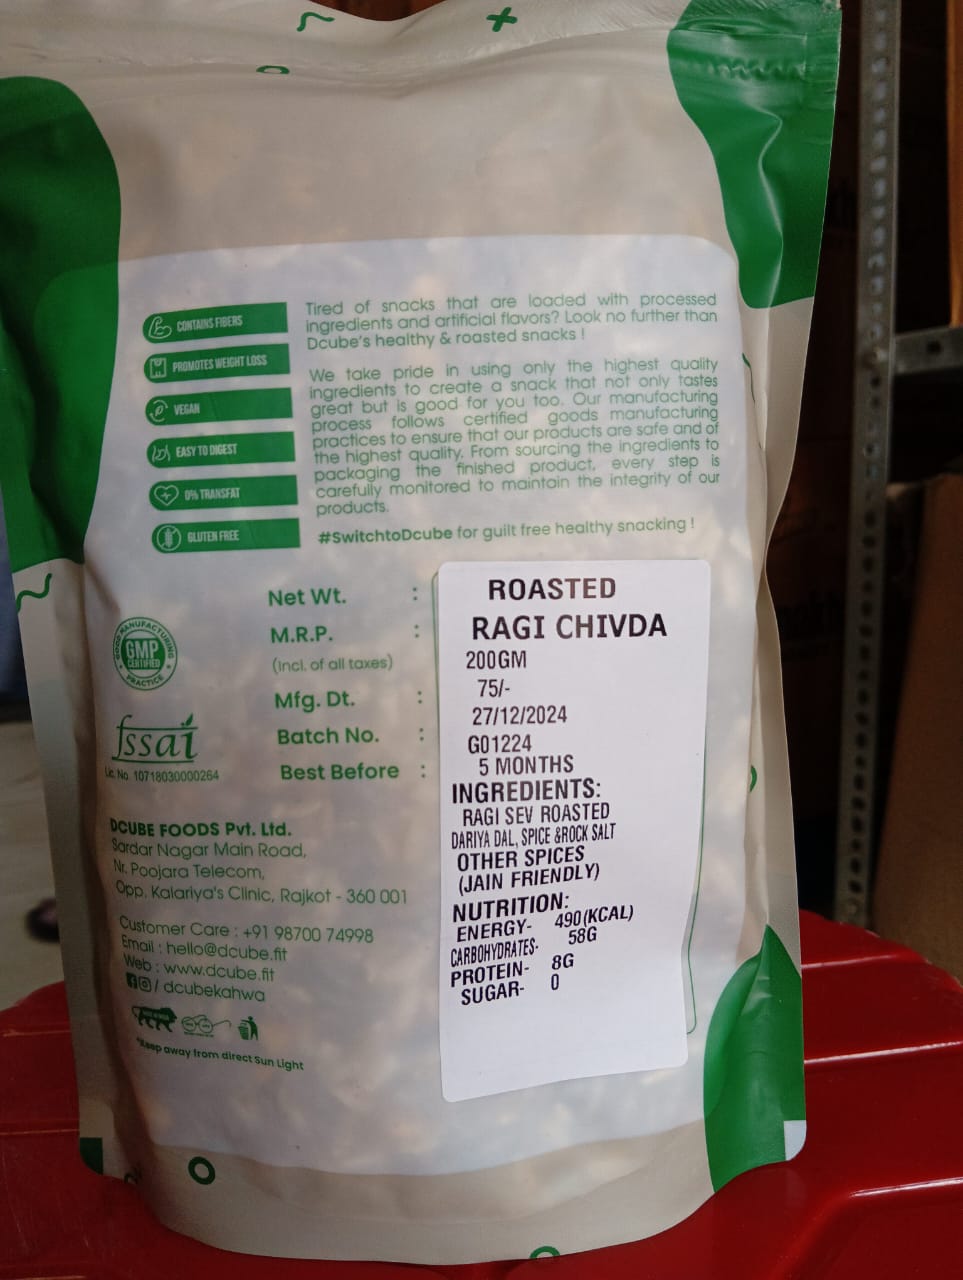 CONTAINS FIBERS
PROMOTES WEIGHT LOSS
VEGAN
EASY TO DIGEST
0% TRANSFAT
GLUTEN FREE
Tired of snacks that are loaded with processed
ingredients and artificial flavors? Look no further than
Dcube's healthy & roasted snacks !
We take pride in using only the highest quality
ingredients to create a snack that not only tastes
great but is good for you too. Our manufacturing
process follows certified goods manufacturing
practices to ensure that our products are safe and of
the highest quality. From sourcing the ingredients to
packaging the finished product, every step is
carefully monitored to maintain the integrity of our
products.
#SwitchtoDcube for guilt free healthy snacking !
GOOD MANUFACTURING
GMP
CERTIFIED
PRACTICE
fssai
Lic. No. 10718030000264
Net Wt. :
M.R.P. :
(Incl. of all taxes)
Mfg. Dt. :
Batch No. :
Best Before :
ROASTED
RAGI CHIVDA
200GM
75/-
27/12/2024
G01224
5 MONTHS
INGREDIENTS:
RAGI SEV ROASTED
DARIYA DAL, SPICE &ROCK SALT
OTHER SPICES
(JAIN FRIENDLY)
NUTRITION:
ENERGY- 490(KCAL)
CARBOHYDRATES- 58G
PROTEIN- 8G
SUGAR- 0
DCUBE FOODS Pvt. Ltd.
Sardar Nagar Main Road,
Nr. Poojara Telecom,
Opp. Kalariya's Clinic, Rajkot - 360 001
Customer Care : +91 98700 74998
Email : hello@dcube.fit
Web : www.dcube.fit
/ dcubekahwa
*Keep away from direct Sun Light